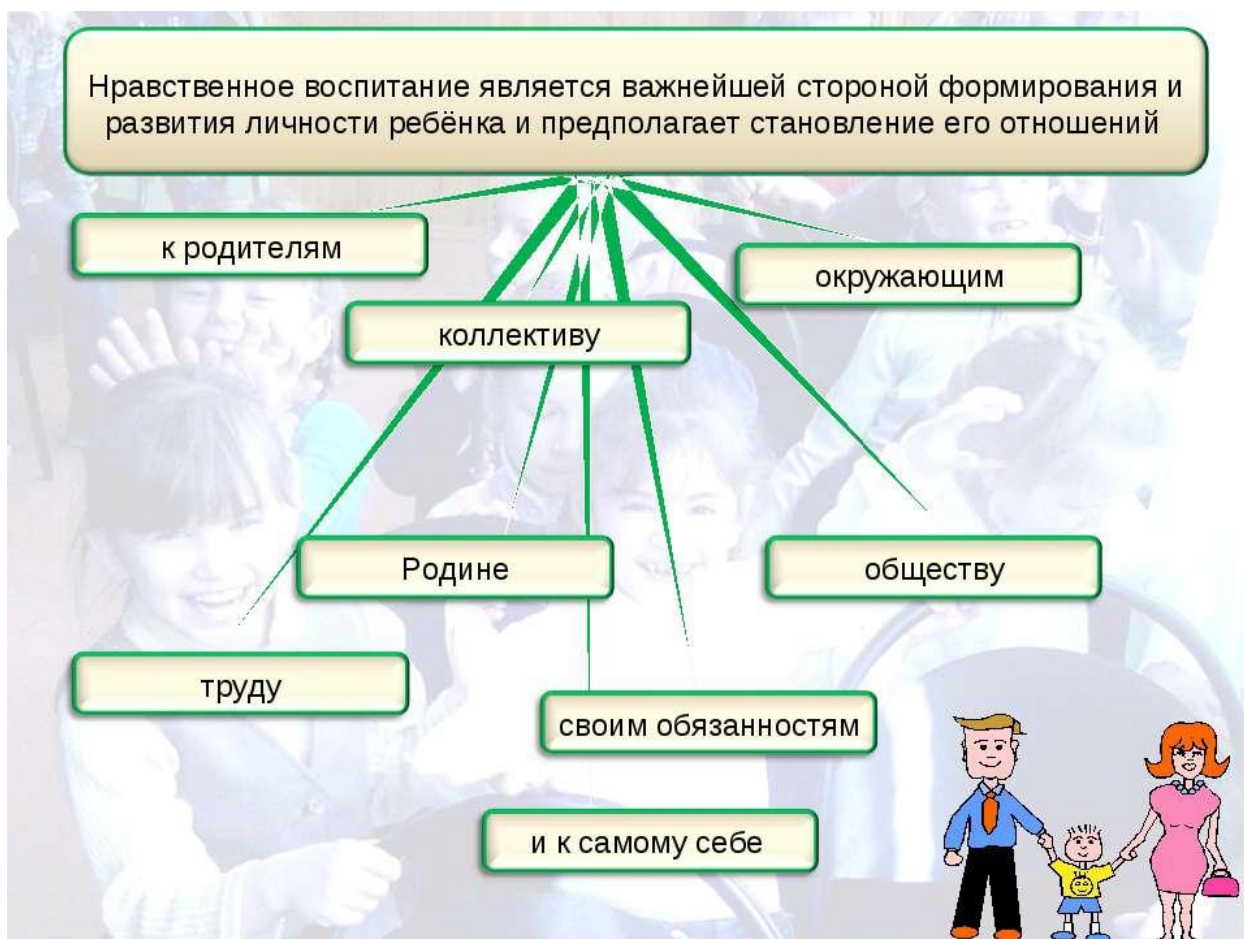 Нравственное воспитание является важнейшей стороной формирования и
развития личности ребёнка и предполагает становление его отношений
к родителям
окружающим
коллективу
Родине
обществу
труду
своим обязанностям
и к самому себе